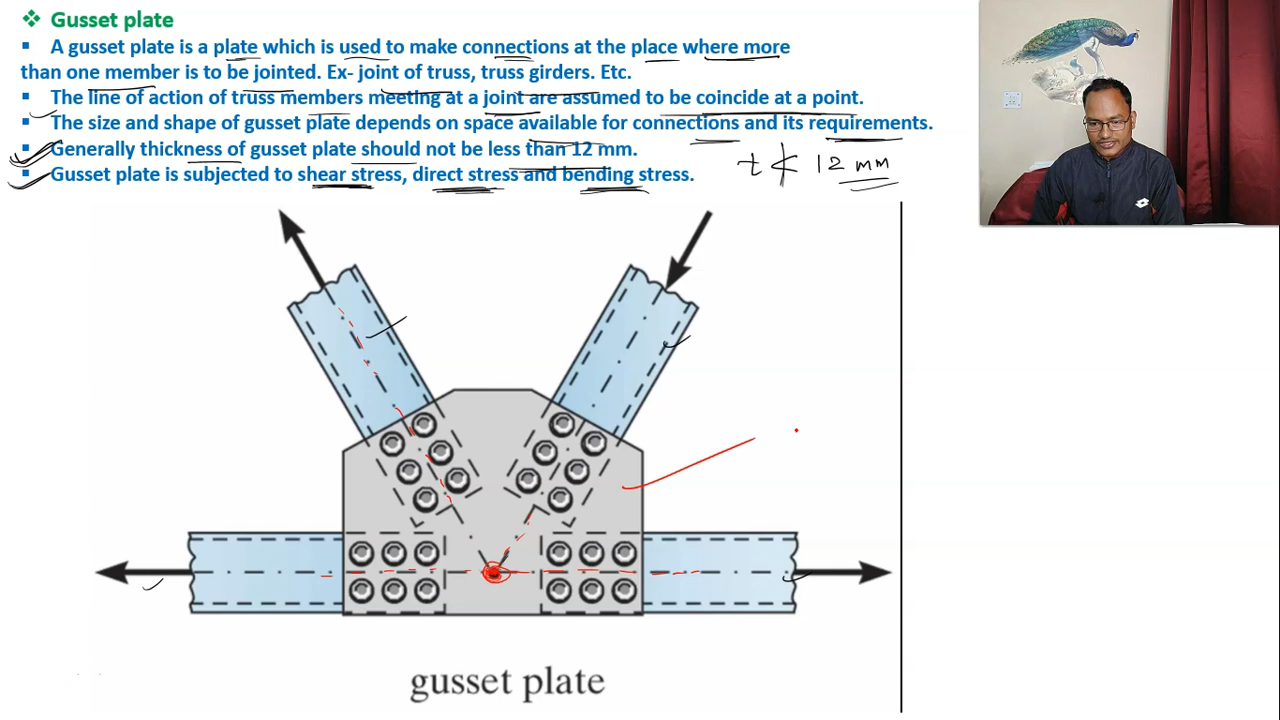 ❖ Gusset plate
▪ A gusset plate is a plate which is used to make connections at the place where more
than one member is to be jointed. Ex- joint of truss, truss girders. Etc.
▪ The line of action of truss members meeting at a joint are assumed to be coincide at a point.
▪ The size and shape of gusset plate depends on space available for connections and its requirements.
▪ Generally thickness of gusset plate should not be less than 12 mm.
t ≮ 12 mm
▪ Gusset plate is subjected to shear stress, direct stress and bending stress.
gusset plate